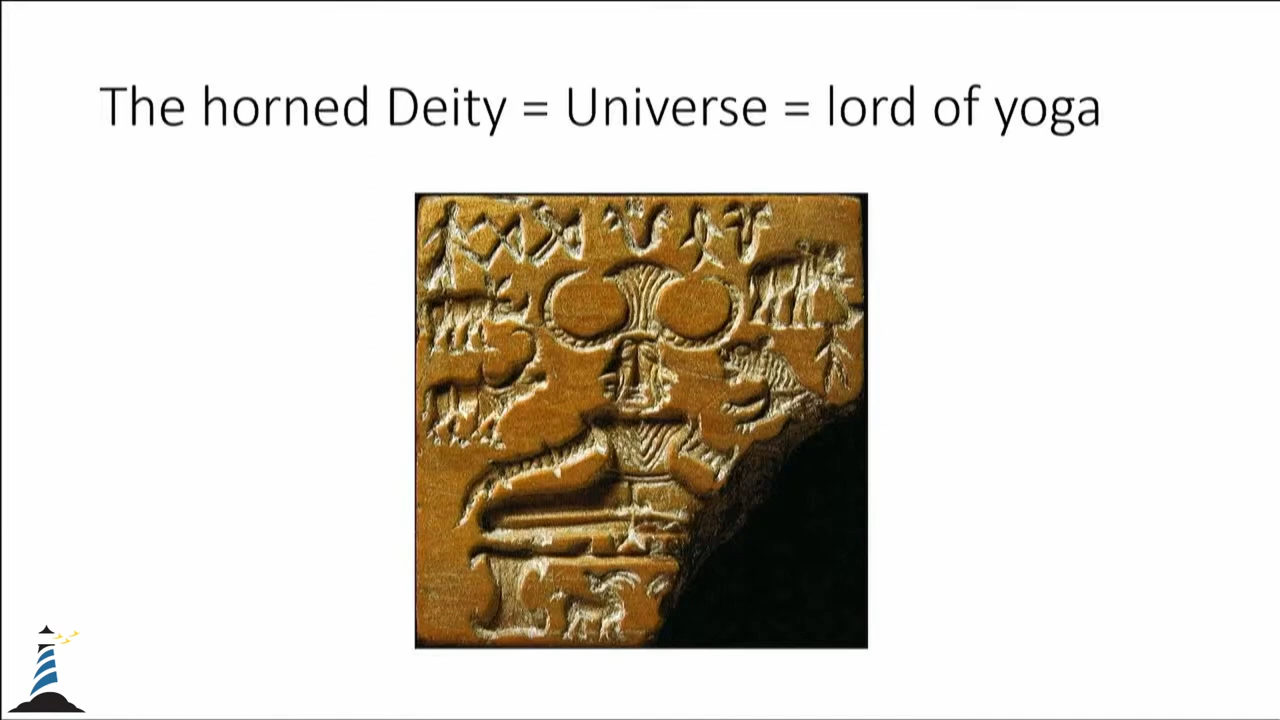 The horned Deity = Universe = lord of yoga